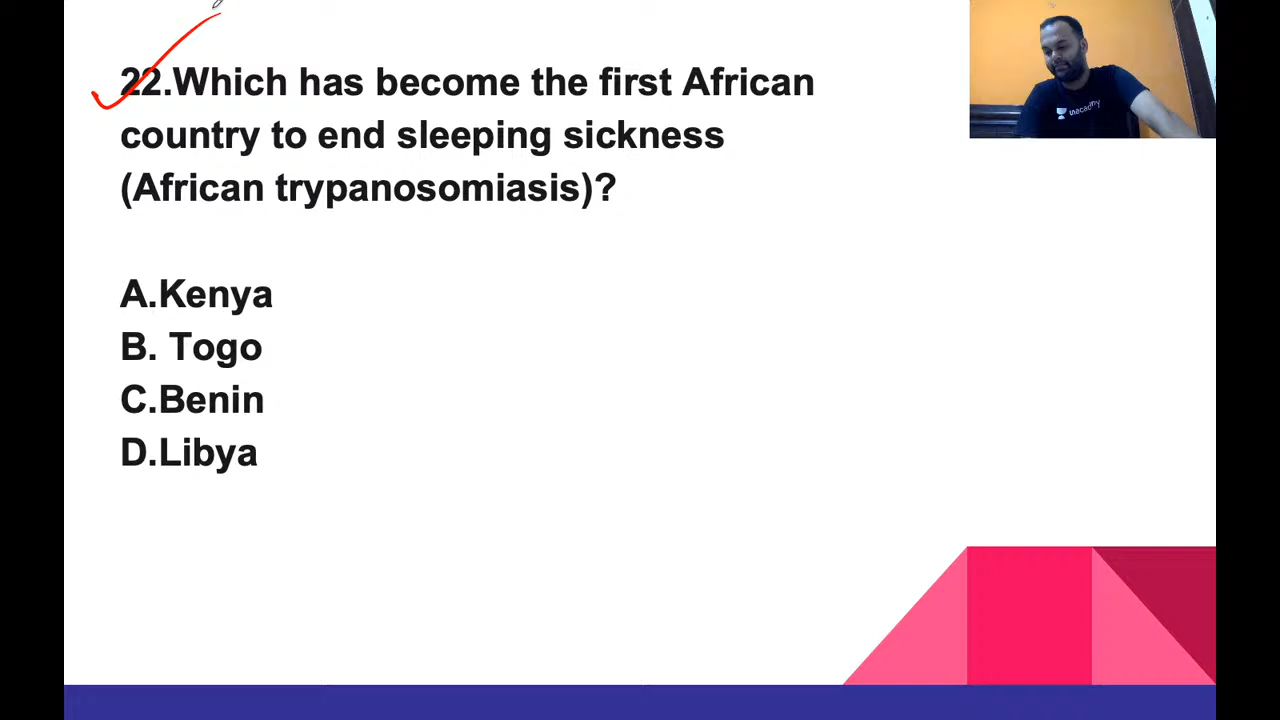 22.Which has become the first African
country to end sleeping sickness
(African trypanosomiasis)?
A.Kenya
B. Togo
C.Benin
D.Libya